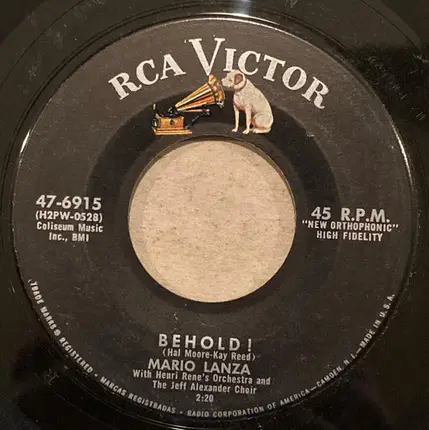 RCA VICTOR
47-6915
(H2PW-0528)
Coliseum Music
Inc., BMI
45 R.P.M.
"NEW ORTHOPHONIC"
HIGH FIDELITY
BEHOLD!
(Hal Moore-Kay Reed)
MARIO LANZA
With Henri Rene's Orchestra and
The Jeff Alexander Choir
2:20
TRADE MARKS ® REGISTERED • MARCAS REGISTRADAS • RADIO CORPORATION OF AMERICA—CAMDEN, N. J. MADE IN U.S.A.